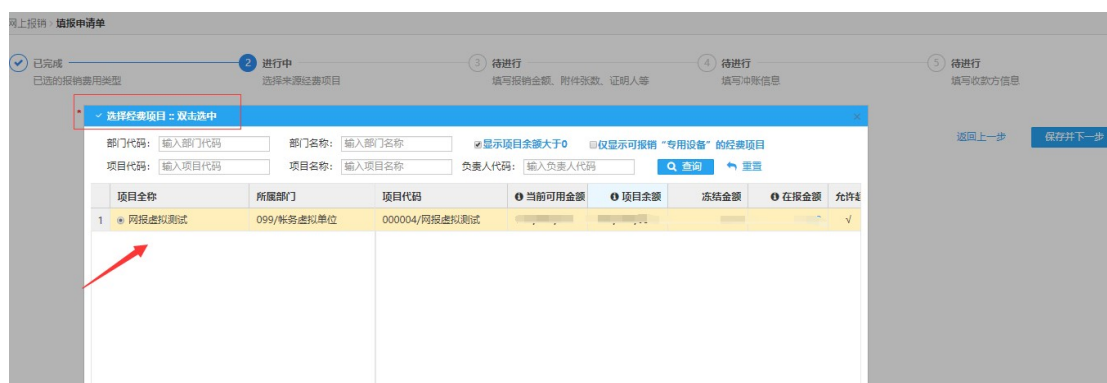 网上报销 › 填报申请单
已完成 2 进行中 3 待进行 4 待进行 5 待进行
已选的报销费用类型 选择来源经费项目 填写报销金额、附件张数、证明人等 填写冲账信息 填写收款方信息
* 选择经费项目 :: 双击选中 ×
部门代码: 输入部门代码 部门名称: 输入部门名称 显示项目余额大于0 仅显示可报销“专用设备”的经费项目
返回上一步 保存并下一步
项目代码: 输入项目代码 项目名称: 输入项目名称 负责人代码: 输入负责人代码 查询 重置
项目全称 所属部门 项目代码 当前可用金额 项目余额 冻结金额 在报金额
1 网报虚拟测试 099/帐务虚拟单位 000004/网报虚拟测试 √